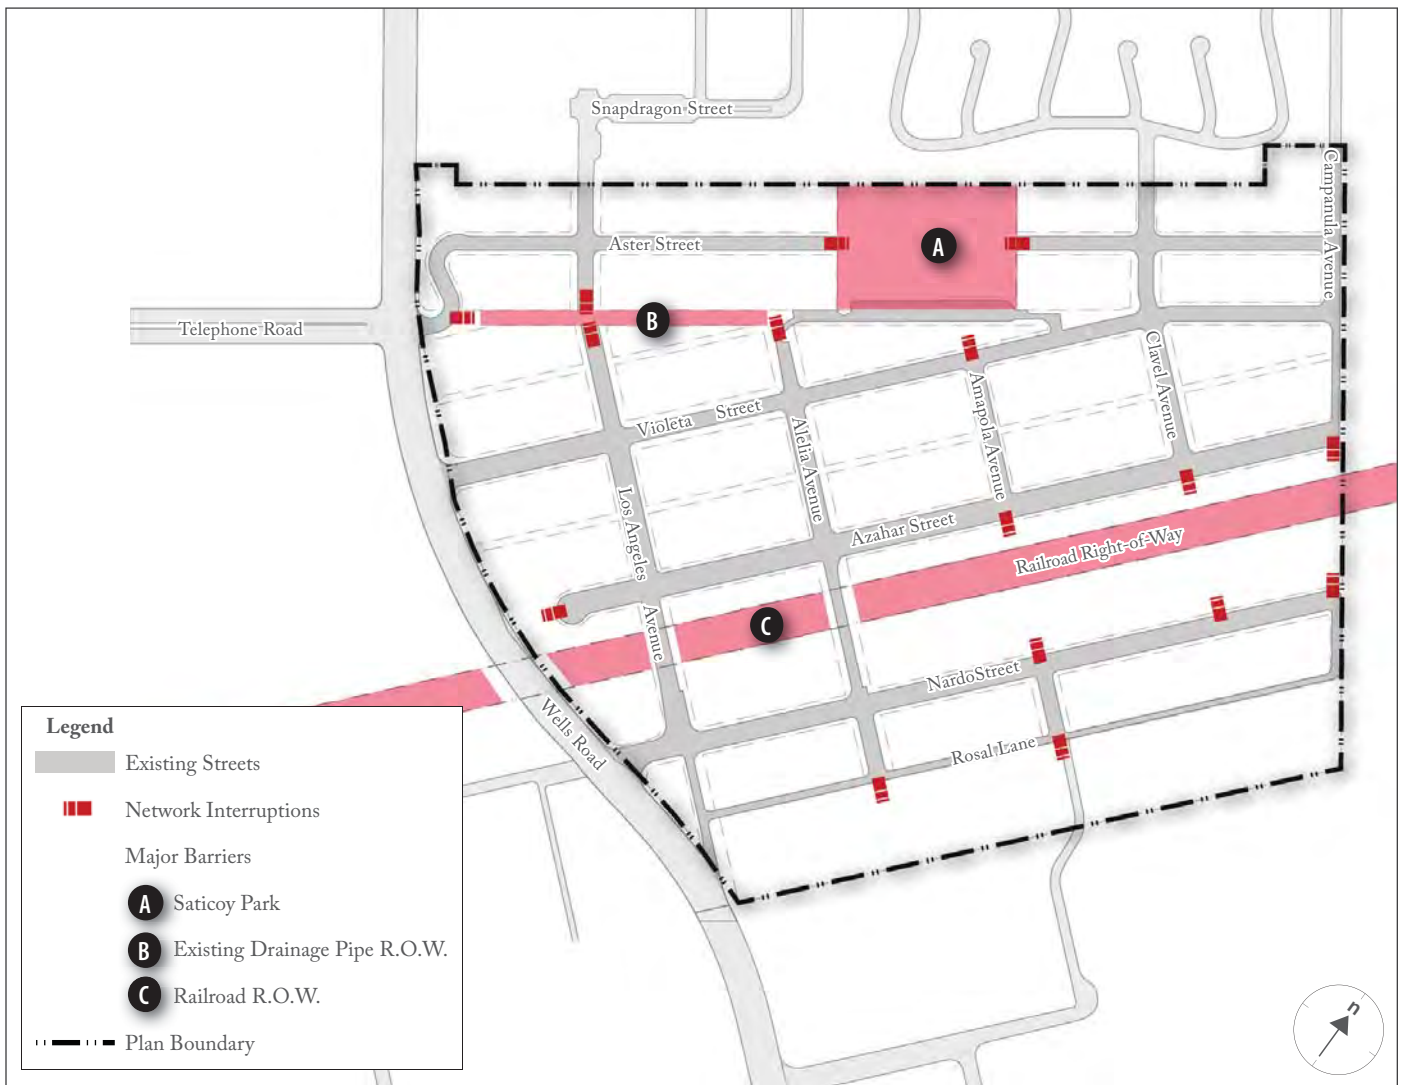 Snapdragon Street
Campanula Avenue
Aster Street
A
Telephone Road
B
Clavel Avenue
Amapola Avenue
Violeta Street
Alelia Avenue
Los Angeles
Avenue
Azahar Street
Railroad Right-of-Way
C
NardoStreet
Wells Road
Rosal Lane
Legend
Existing Streets
Network Interruptions
Major Barriers
A Saticoy Park
B Existing Drainage Pipe R.O.W.
C Railroad R.O.W.
Plan Boundary
n